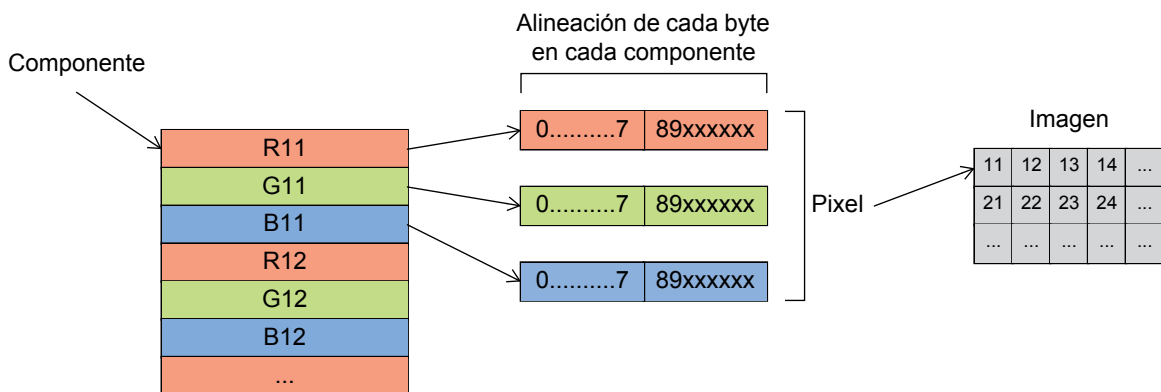 Alineación de cada byte
en cada componente
Componente
R11
G11
B11
R12
G12
B12
...
0..........7 89xxxxxx
0..........7 89xxxxxx
0..........7 89xxxxxx
Pixel
Imagen
11 12 13 14 ...
21 22 23 24 ...
... ... ... ... ...